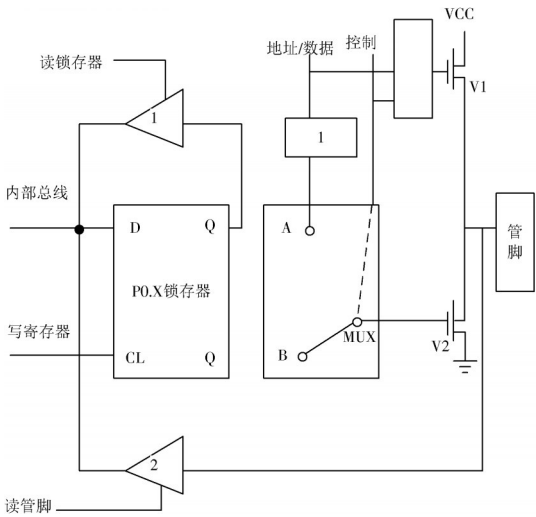 VCC
地址/数据
控制
读锁存器
V1
1
1
内部总线
D
Q
A
管脚
P0.X锁存器
写寄存器
MUX
CL
Q
B
V2
2
读管脚